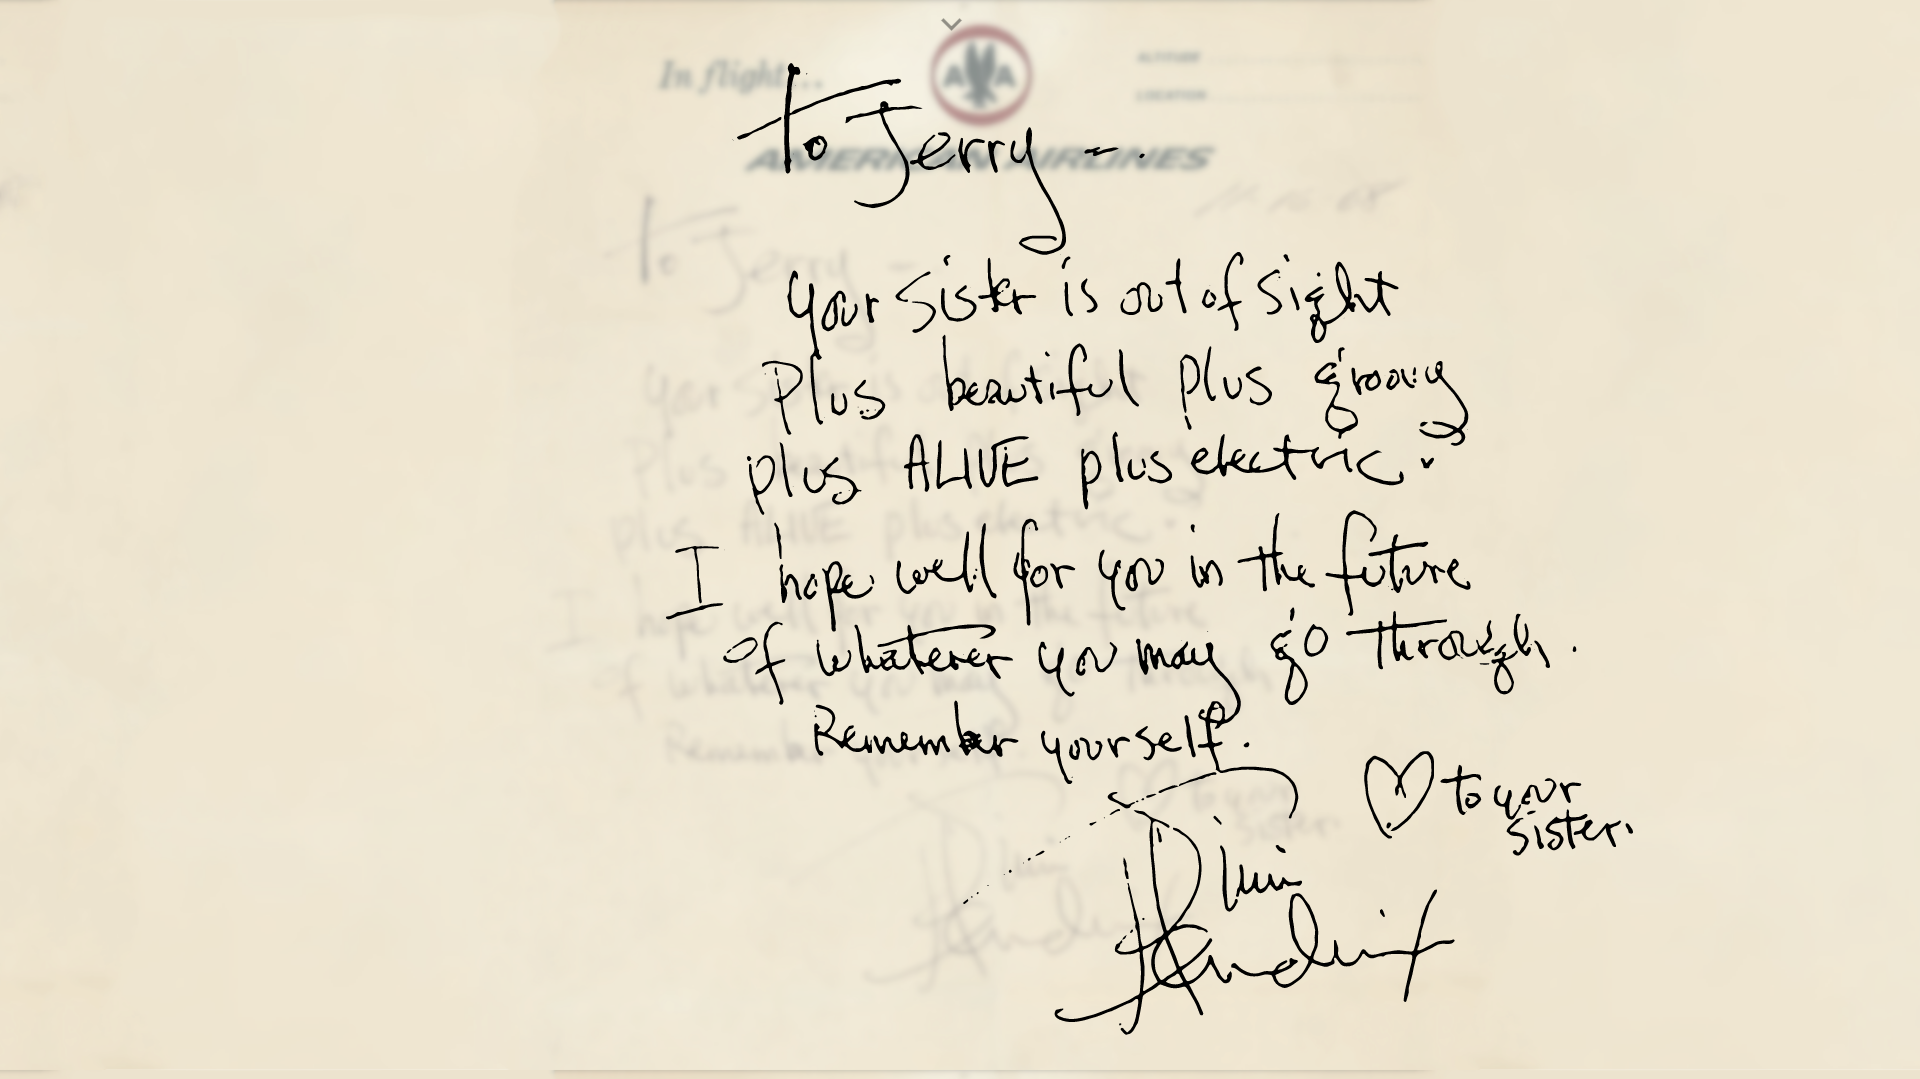 In flight...
ALTITUDE
LOCATION
AA
AMERICAN AIRLINES
to Jerry -.
your sister is out of sight
Plus beautiful plus groovy
plus ALIVE plus electric.
I hope well for you in the future
of whatever you may go through.
Remember yourself.
♡ to your
sister.
Jimi
Hendrix